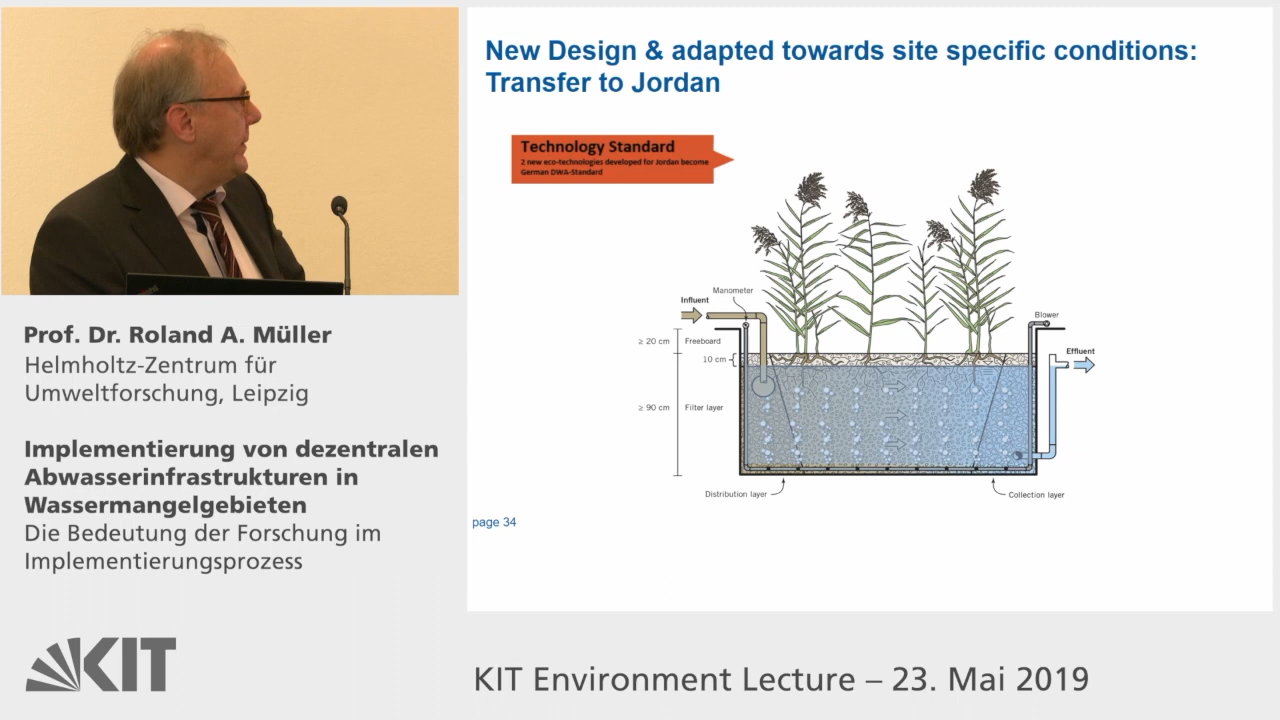 New Design & adapted towards site specific conditions:
Transfer to Jordan
Technology Standard
2 new eco-technologies developed for Jordan become
German DWA-Standard
Manometer
Influent
Blower
≥ 20 cm
Freeboard
10 cm
Effluent
≥ 90 cm
Filter layer
Distribution layer
Collection layer
page 34
Prof. Dr. Roland A. Müller
Helmholtz-Zentrum für
Umweltforschung, Leipzig
Implementierung von dezentralen
Abwasserinfrastrukturen in
Wassermangelgebieten
Die Bedeutung der Forschung im
Implementierungsprozess
KIT
KIT Environment Lecture – 23. Mai 2019